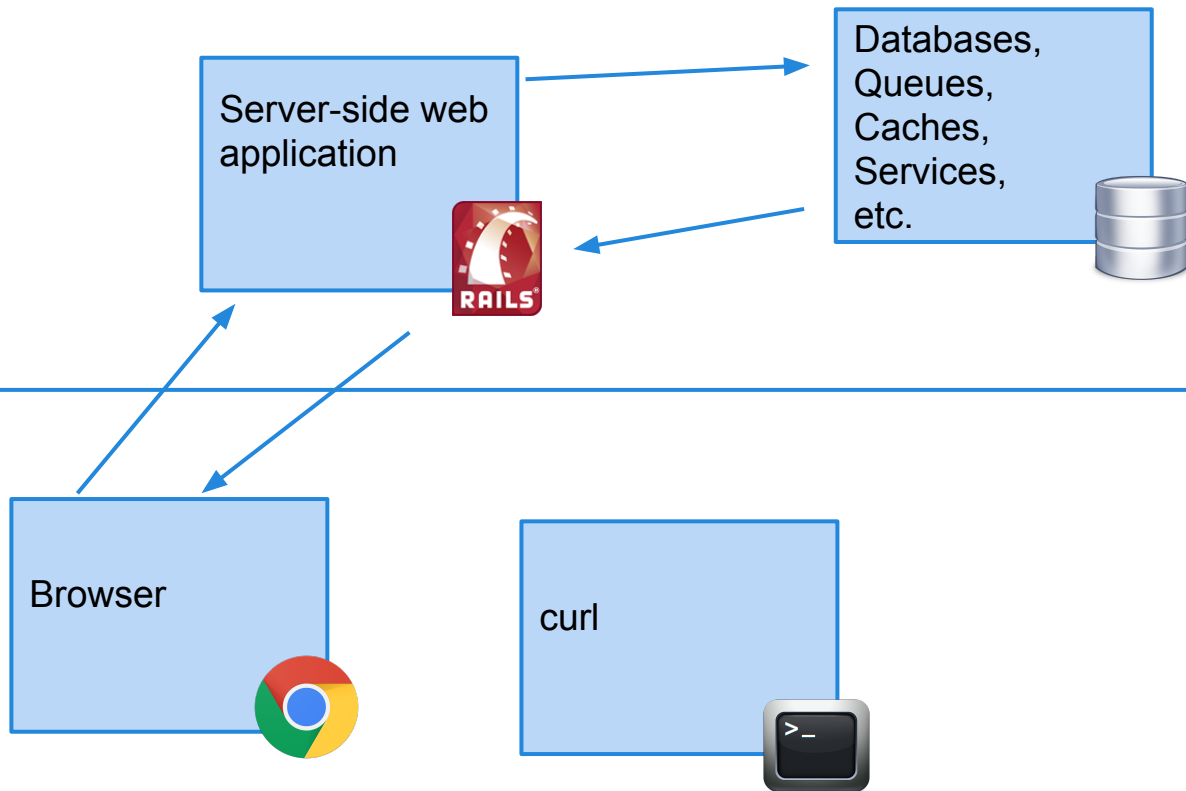 Server-side web
application
RAILS®
Databases,
Queues,
Caches,
Services,
etc.
Browser
curl
>_